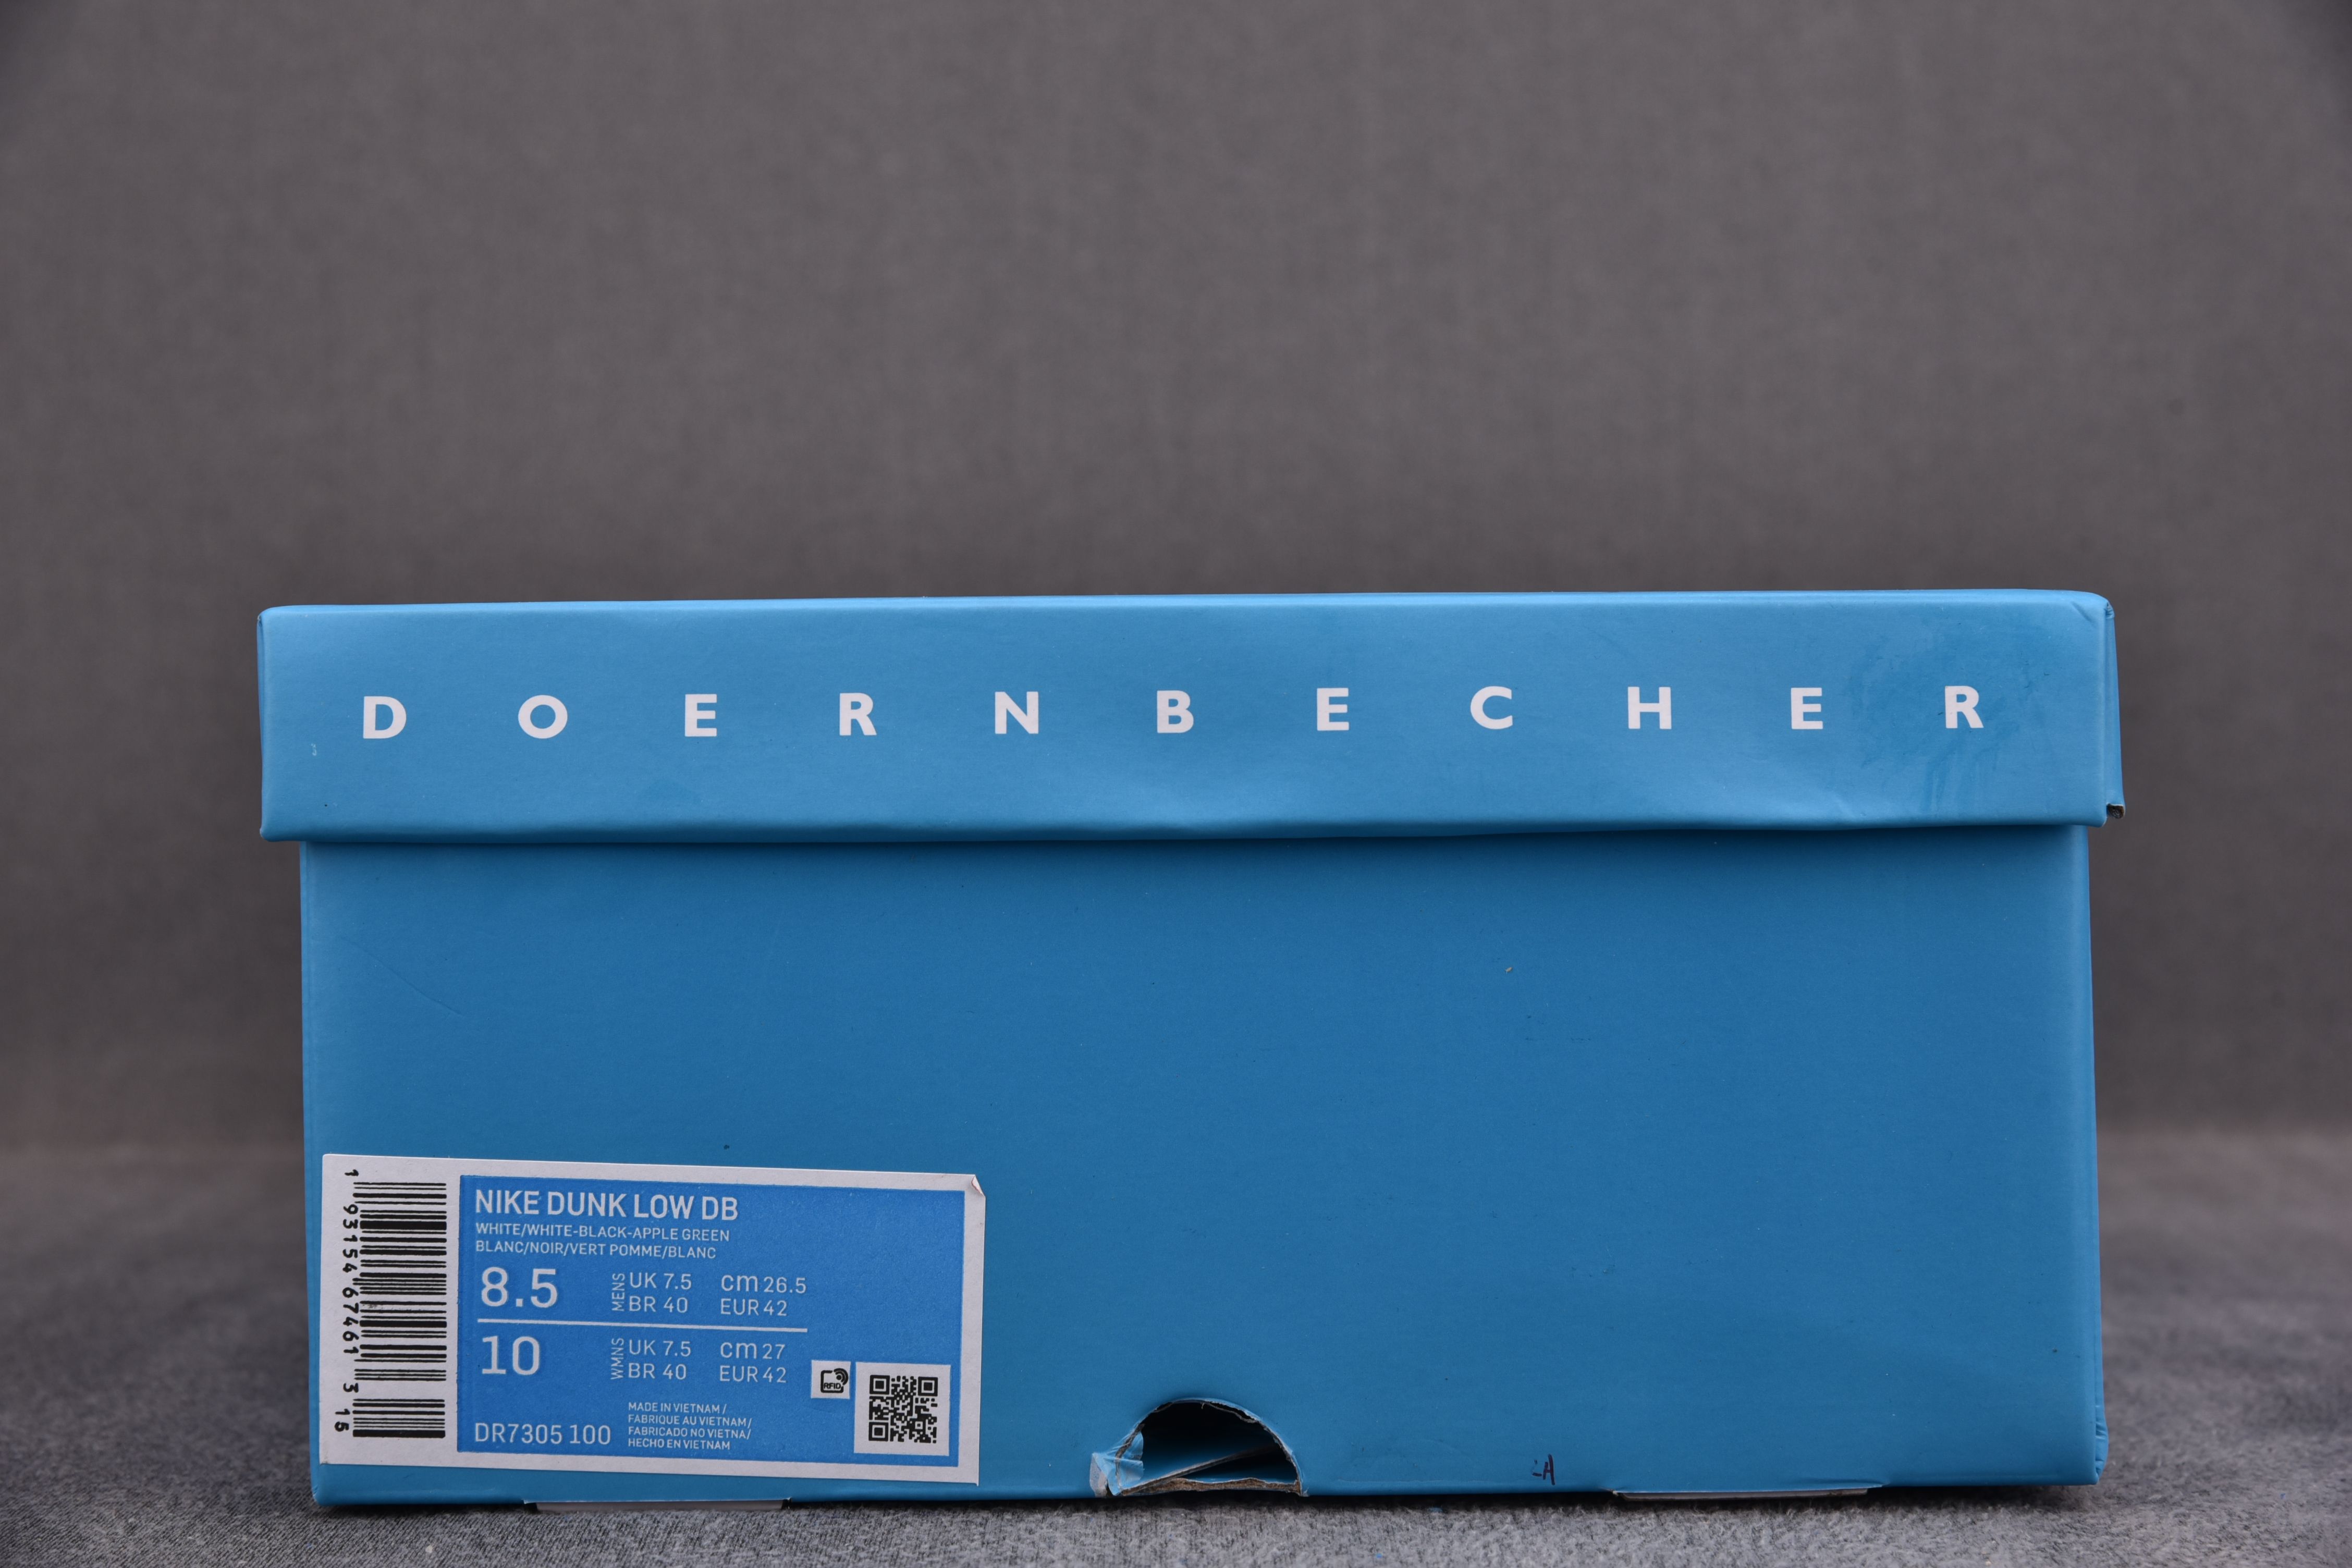 DOERNBECHER
NIKE DUNK LOW DB
WHITE/WHITE-BLACK-APPLE GREEN
BLANC/NOIR/VERT POMME/BLANC
8.5 MENS UK 7.5 cm 26.5
BR 40 EUR 42
10 WMNS UK 7.5 cm 27
BR 40 EUR 42
RFID
DR7305 100
MADE IN VIETNAM /
FABRIQUE AU VIETNAM/
FABRICADO NO VIETNA/
HECHO EN VIETNAM
1 93154 67461 3 15